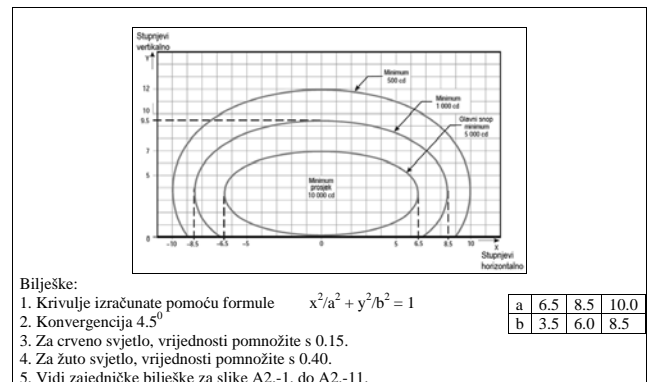 Stupnjevi
vertikalno
Y
Minimum
500 cd
12
Minimum
1 000 cd
10
9.5
Glavni snop
minimum
5 000 cd
7
5
Minimum
prosjek
10 000 cd
0
-10 -8.5 -6.5 -5 0 5 6.5 8.5 10 X
Stupnjevi
horizontalno
Bilješke:
1. Krivulje izračunate pomoću formule x²/a² + y²/b² = 1
a 6.5 8.5 10.0
2. Konvergencija 4.5⁰
b 3.5 6.0 8.5
3. Za crveno svjetlo, vrijednosti pomnožite s 0.15.
4. Za žuto svjetlo, vrijednosti pomnožite s 0.40.
5. Vidi zajedničke bilješke za slike A2.-1. do A2.-11.